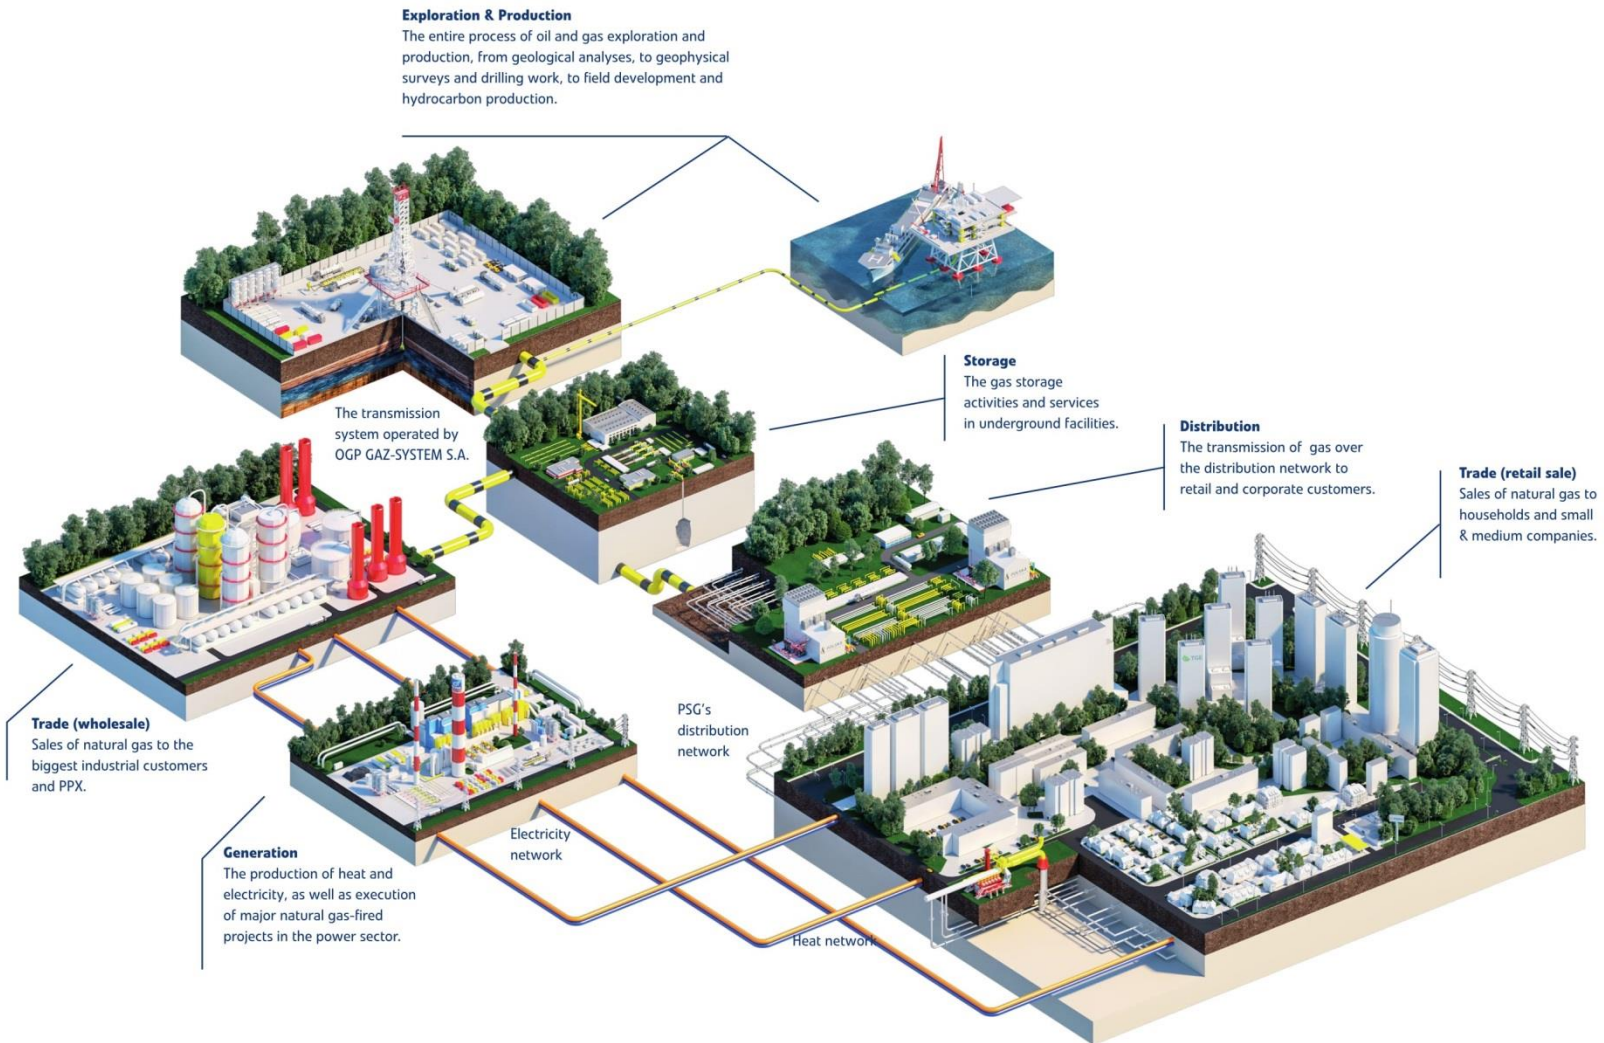 Exploration & Production
The entire process of oil and gas exploration and
production, from geological analyses, to geophysical
surveys and drilling work, to field development and
hydrocarbon production.
Storage
The gas storage
activities and services
in underground facilities.
The transmission
system operated by
OGP GAZ-SYSTEM S.A.
Distribution
The transmission of gas over
the distribution network to
retail and corporate customers.
Trade (retail sale)
Sales of natural gas to
households and small
& medium companies.
Trade (wholesale)
Sales of natural gas to the
biggest industrial customers
and PPX.
PSG's
distribution
network
Generation
The production of heat and
electricity, as well as execution
of major natural gas-fired
projects in the power sector.
Electricity
network
Heat network
H
TGE